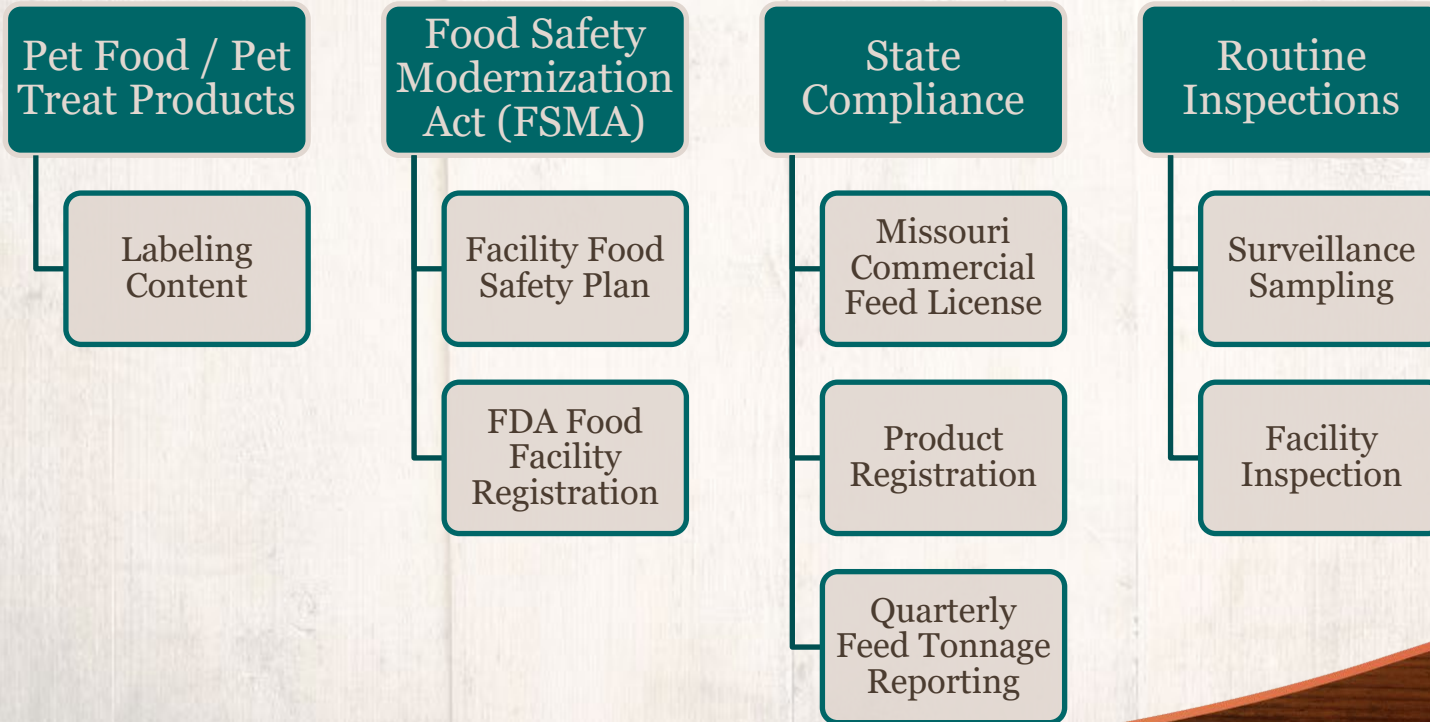 Pet Food / Pet
Treat Products
Labeling
Content
Food Safety
Modernization
Act (FSMA)
Facility Food
Safety Plan
FDA Food
Facility
Registration
State
Compliance
Missouri
Commercial
Feed License
Product
Registration
Quarterly
Feed Tonnage
Reporting
Routine
Inspections
Surveillance
Sampling
Facility
Inspection